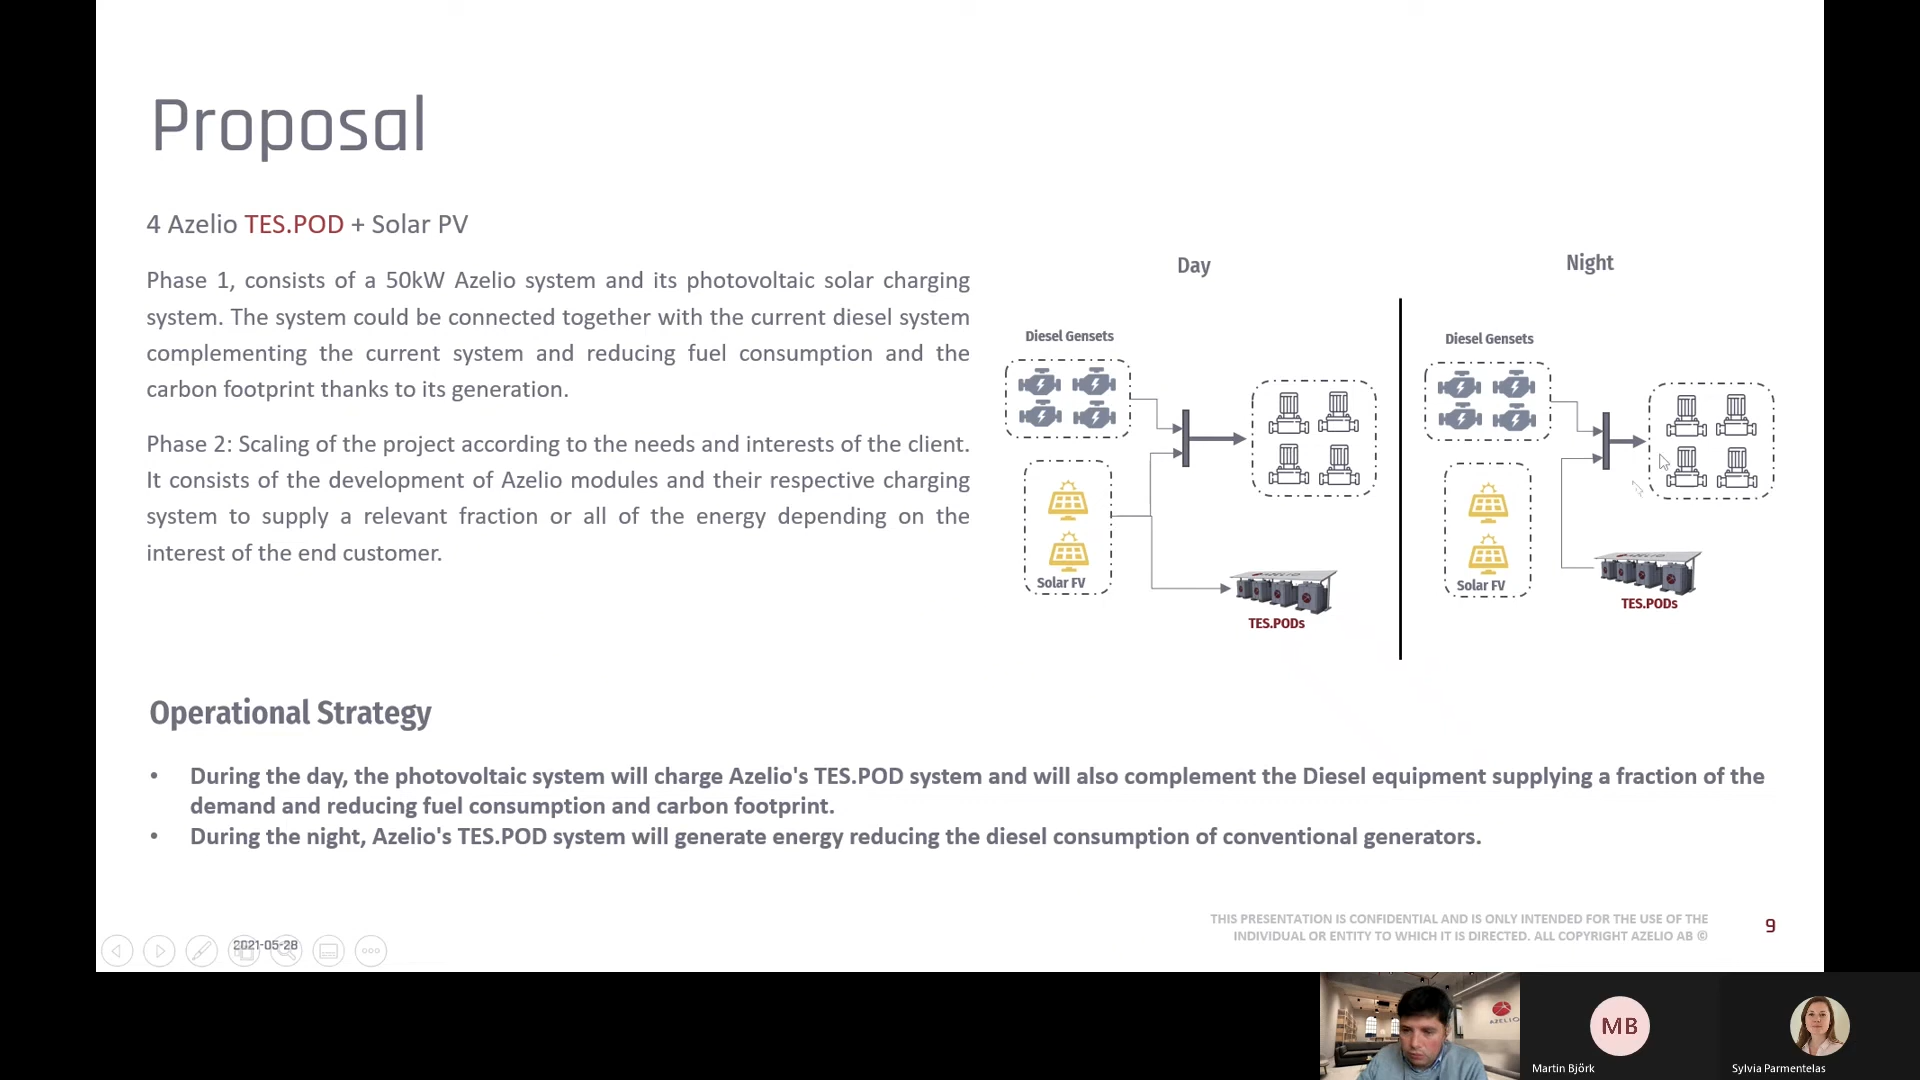 Proposal
4 Azelio TES.POD + Solar PV
Phase 1, consists of a 50kW Azelio system and its photovoltaic solar charging
system. The system could be connected together with the current diesel system
complementing the current system and reducing fuel consumption and the
carbon footprint thanks to its generation.
Phase 2: Scaling of the project according to the needs and interests of the client.
It consists of the development of Azelio modules and their respective charging
system to supply a relevant fraction or all of the energy depending on the
interest of the end customer.
Day
Diesel Gensets
Solar FV
TES.PODs
Night
Diesel Gensets
Solar FV
TES.PODs
Operational Strategy
• During the day, the photovoltaic system will charge Azelio's TES.POD system and will also complement the Diesel equipment supplying a fraction of the
demand and reducing fuel consumption and carbon footprint.
• During the night, Azelio's TES.POD system will generate energy reducing the diesel consumption of conventional generators.
THIS PRESENTATION IS CONFIDENTIAL AND IS ONLY INTENDED FOR THE USE OF THE
INDIVIDUAL OR ENTITY TO WHICH IT IS DIRECTED. ALL COPYRIGHT AZELIO AB ©
9
2021-05-28
AZELIO
MB
Martin Björk
Sylvia Parmentelas